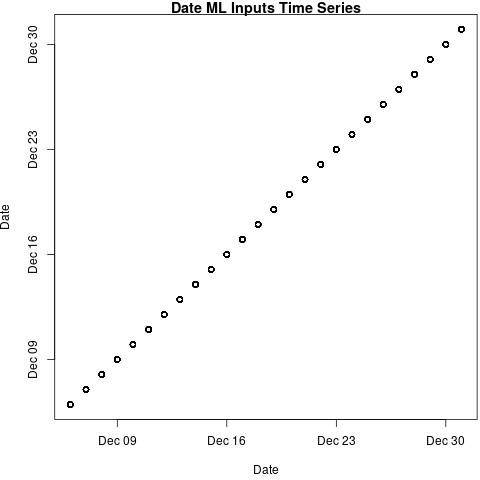 Date ML Inputs Time Series
Dec 30
Dec 23
Date
Dec 16
Dec 09
Dec 09 Dec 16 Dec 23 Dec 30
Date